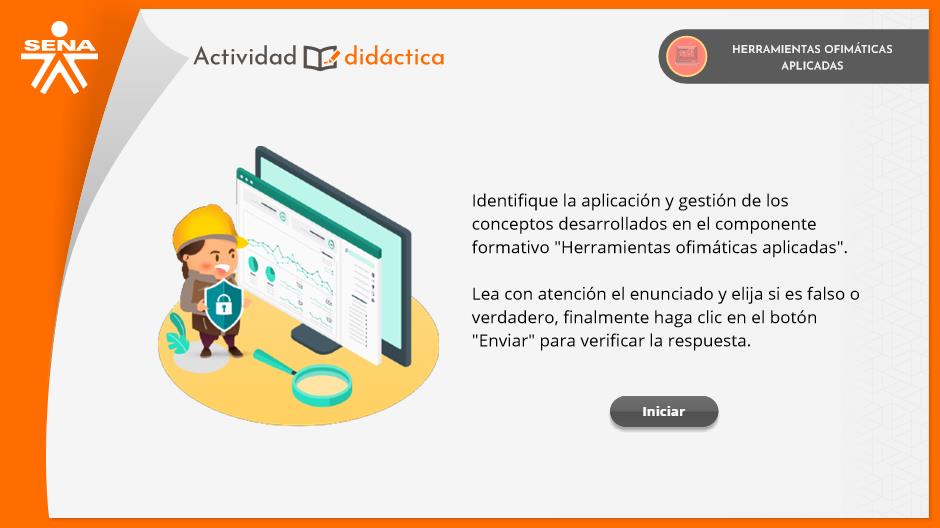 SENA
Actividad didáctica
HERRAMIENTAS OFIMÁTICAS
APLICADAS
Identifique la aplicación y gestión de los
conceptos desarrollados en el componente
formativo "Herramientas ofimáticas aplicadas".
Lea con atención el enunciado y elija si es falso o
verdadero, finalmente haga clic en el botón
"Enviar" para verificar la respuesta.
Iniciar